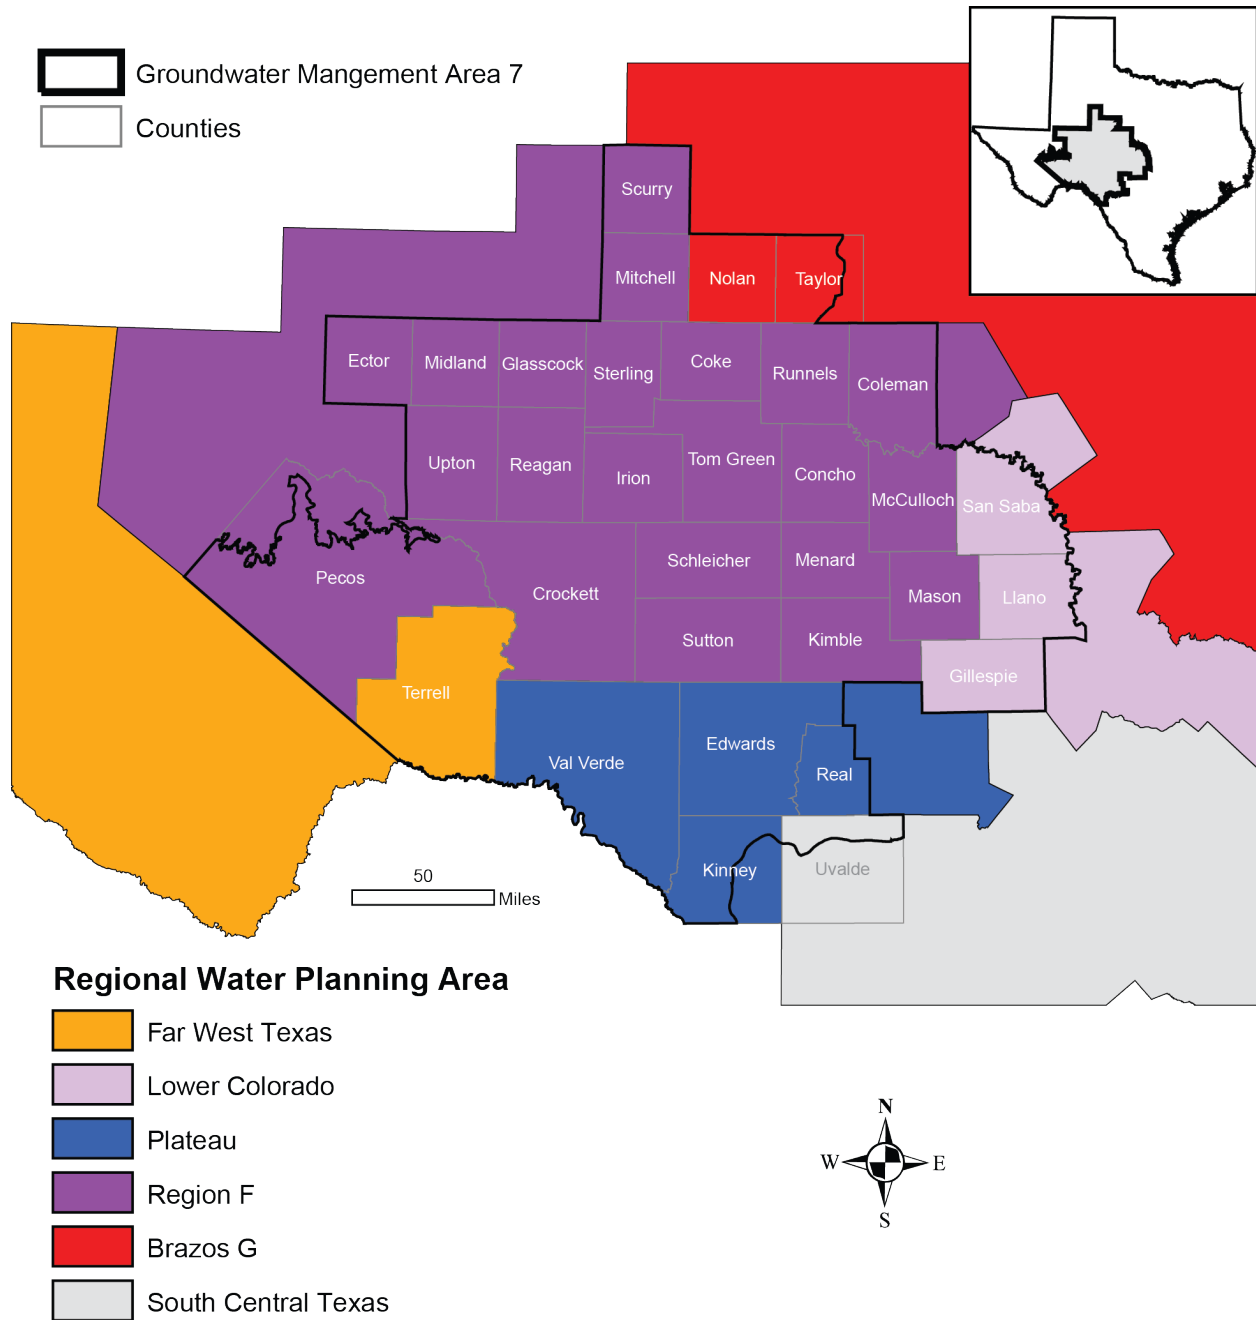 Groundwater Mangement Area 7
Counties
Scurry
Mitchell
Nolan
Taylor
Ector
Midland
Glasscock
Sterling
Coke
Runnels
Coleman
Upton
Reagan
Irion
Tom Green
Concho
McCulloch
San Saba
Pecos
Crockett
Schleicher
Menard
Mason
Llano
Sutton
Kimble
Gillespie
Terrell
Val Verde
Edwards
Real
Kinney
Uvalde
50
Miles
Regional Water Planning Area
Far West Texas
Lower Colorado
Plateau
Region F
Brazos G
South Central Texas
N
W
E
S